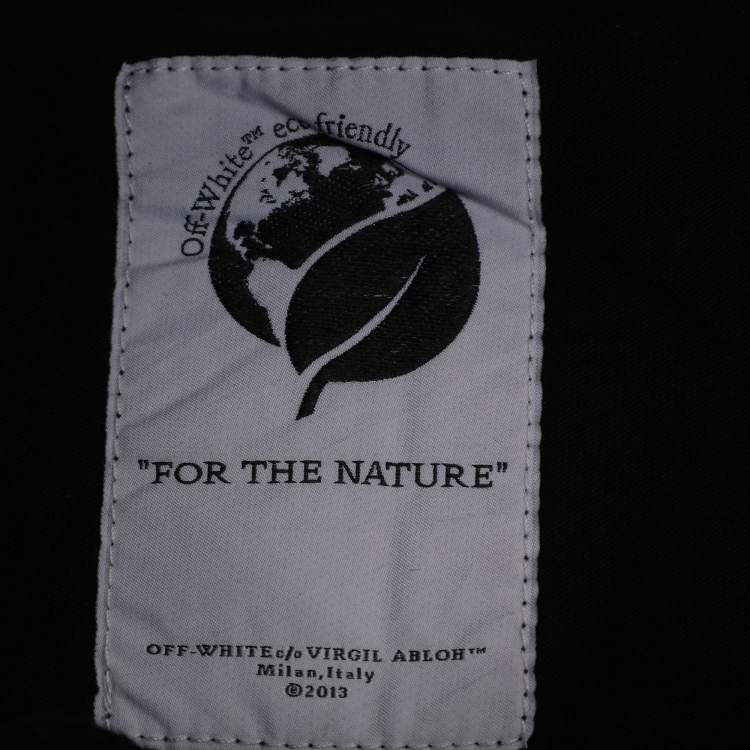 Off-White™ ecofriendly
"FOR THE NATURE"
OFF-WHITE c/o VIRGIL ABLOH™
Milan, Italy
©2013